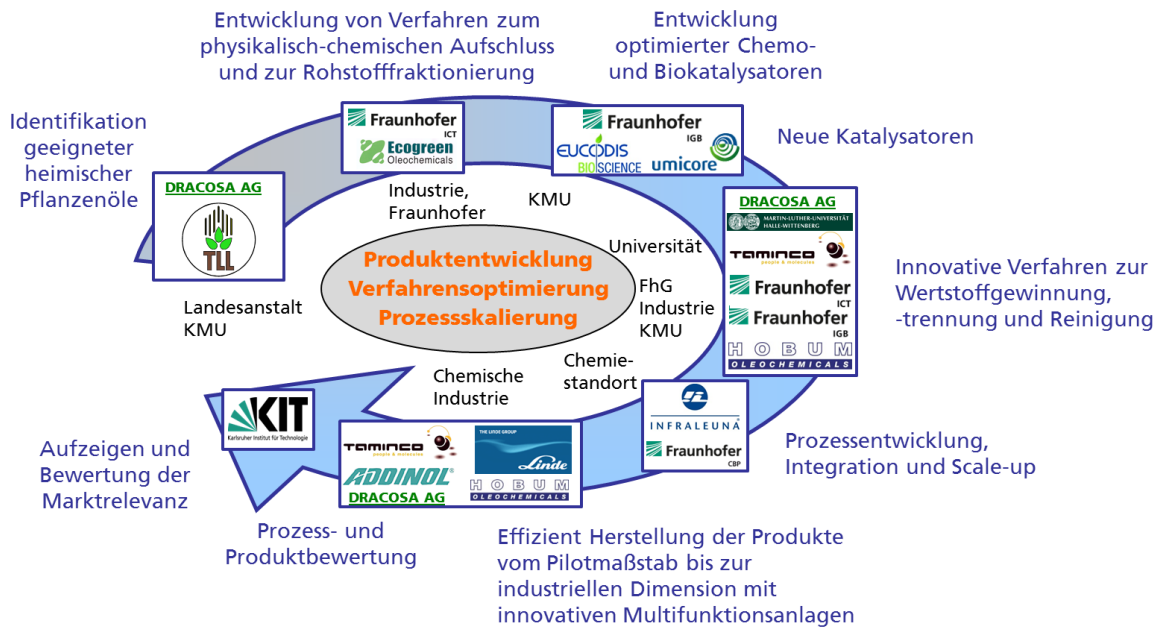 Entwicklung von Verfahren zum
physikalisch-chemischen Aufschluss
und zur Rohstofffraktionierung
Entwicklung
optimierter Chemo-
und Biokatalysatoren
Identifikation
geeigneter
heimischer
Pflanzenöle
Fraunhofer
ICT
Ecogreen
Oleochemicals
Fraunhofer
IGB
EUCODIS
BIOSCIENCE
umicore
Neue Katalysatoren
DRACOSA AG
TLL
Industrie,
Fraunhofer
KMU
DRACOSA AG
MARTIN-LUTHER-UNIVERSITÄT
HALLE-WITTENBERG
TAMINCO
people & molecules
Fraunhofer
ICT
Fraunhofer
IGB
HOBUM
OLEOCHEMICALS
Universität
Produktentwicklung
Verfahrensoptimierung
Prozessskalierung
FhG
Industrie
KMU
Innovative Verfahren zur
Wertstoffgewinnung,
-trennung und Reinigung
Landesanstalt
KMU
Chemie-
standort
Chemische
Industrie
KIT
Karlsruher Institut für Technologie
TAMINCO
people & molecules
ADDINOL®
DRACOSA AG
THE LINDE GROUP
Linde
HOBUM
OLEOCHEMICALS
INFRALEUNA
Fraunhofer
CBP
Prozessentwicklung,
Integration und Scale-up
Aufzeigen und
Bewertung der
Marktrelevanz
Prozess- und
Produktbewertung
Effizient Herstellung der Produkte
vom Pilotmaßstab bis zur
industriellen Dimension mit
innovativen Multifunktionsanlagen